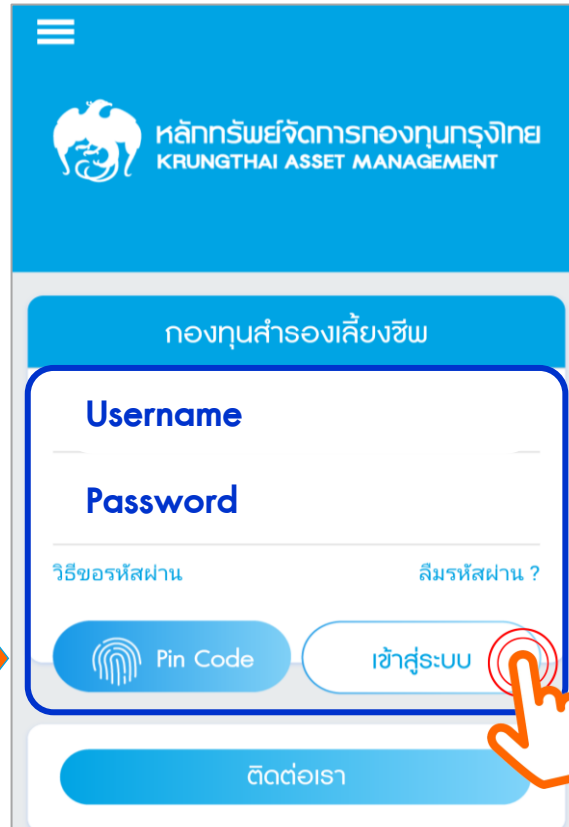 หลักทรัพย์จัดการกองทุนกรุงไทย
KRUNGTHAI ASSET MANAGEMENT
กองทุนสำรองเลี้ยงชีพ
Username
Password
วิธีขอรหัสผ่าน ลืมรหัสผ่าน ?
Pin Code เข้าสู่ระบบ
ติดต่อเรา